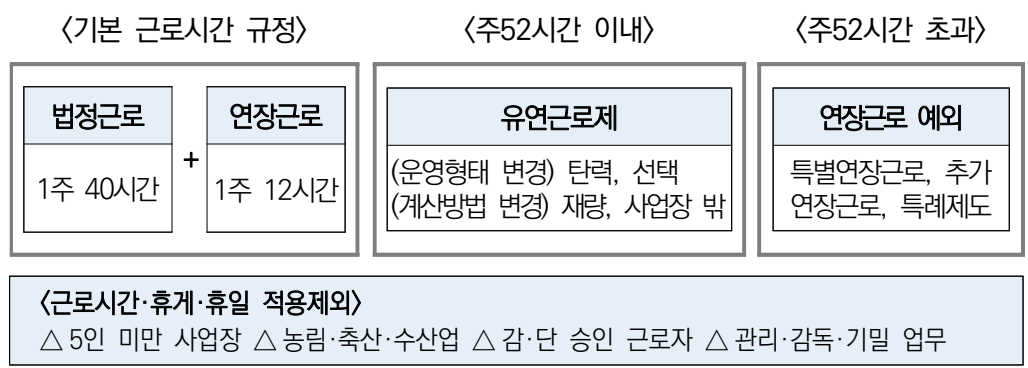 〈기본 근로시간 규정〉
〈주52시간 이내〉
〈주52시간 초과〉
법정근로
1주 40시간
+
연장근로
1주 12시간
유연근로제
(운영형태 변경) 탄력, 선택
(계산방법 변경) 재량, 사업장 밖
연장근로 예외
특별연장근로, 추가
연장근로, 특례제도
〈근로시간·휴게·휴일 적용제외〉
△ 5인 미만 사업장 △ 농림·축산·수산업 △ 감·단 승인 근로자 △ 관리·감독·기밀 업무